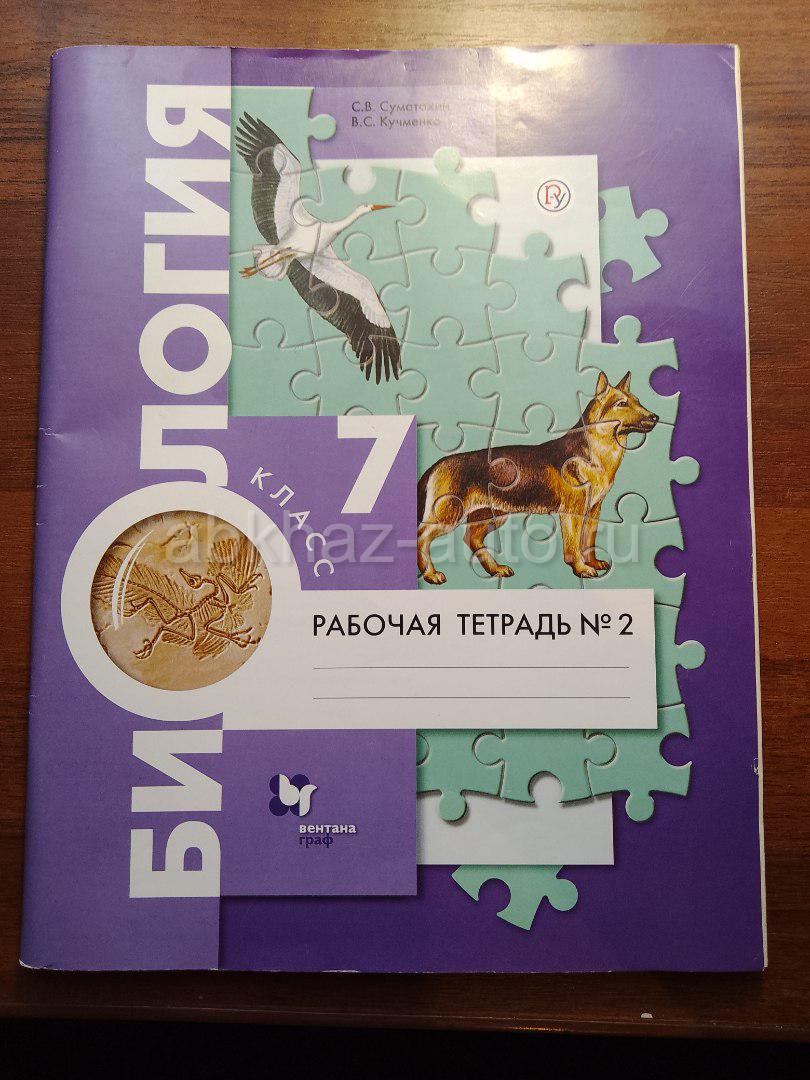 С.В. Суматохин
В.С. Кучменко
БИОЛОГИЯ
7
КЛАСС
abkhaz-auto.ru
РАБОЧАЯ ТЕТРАДЬ № 2
вентана
граф